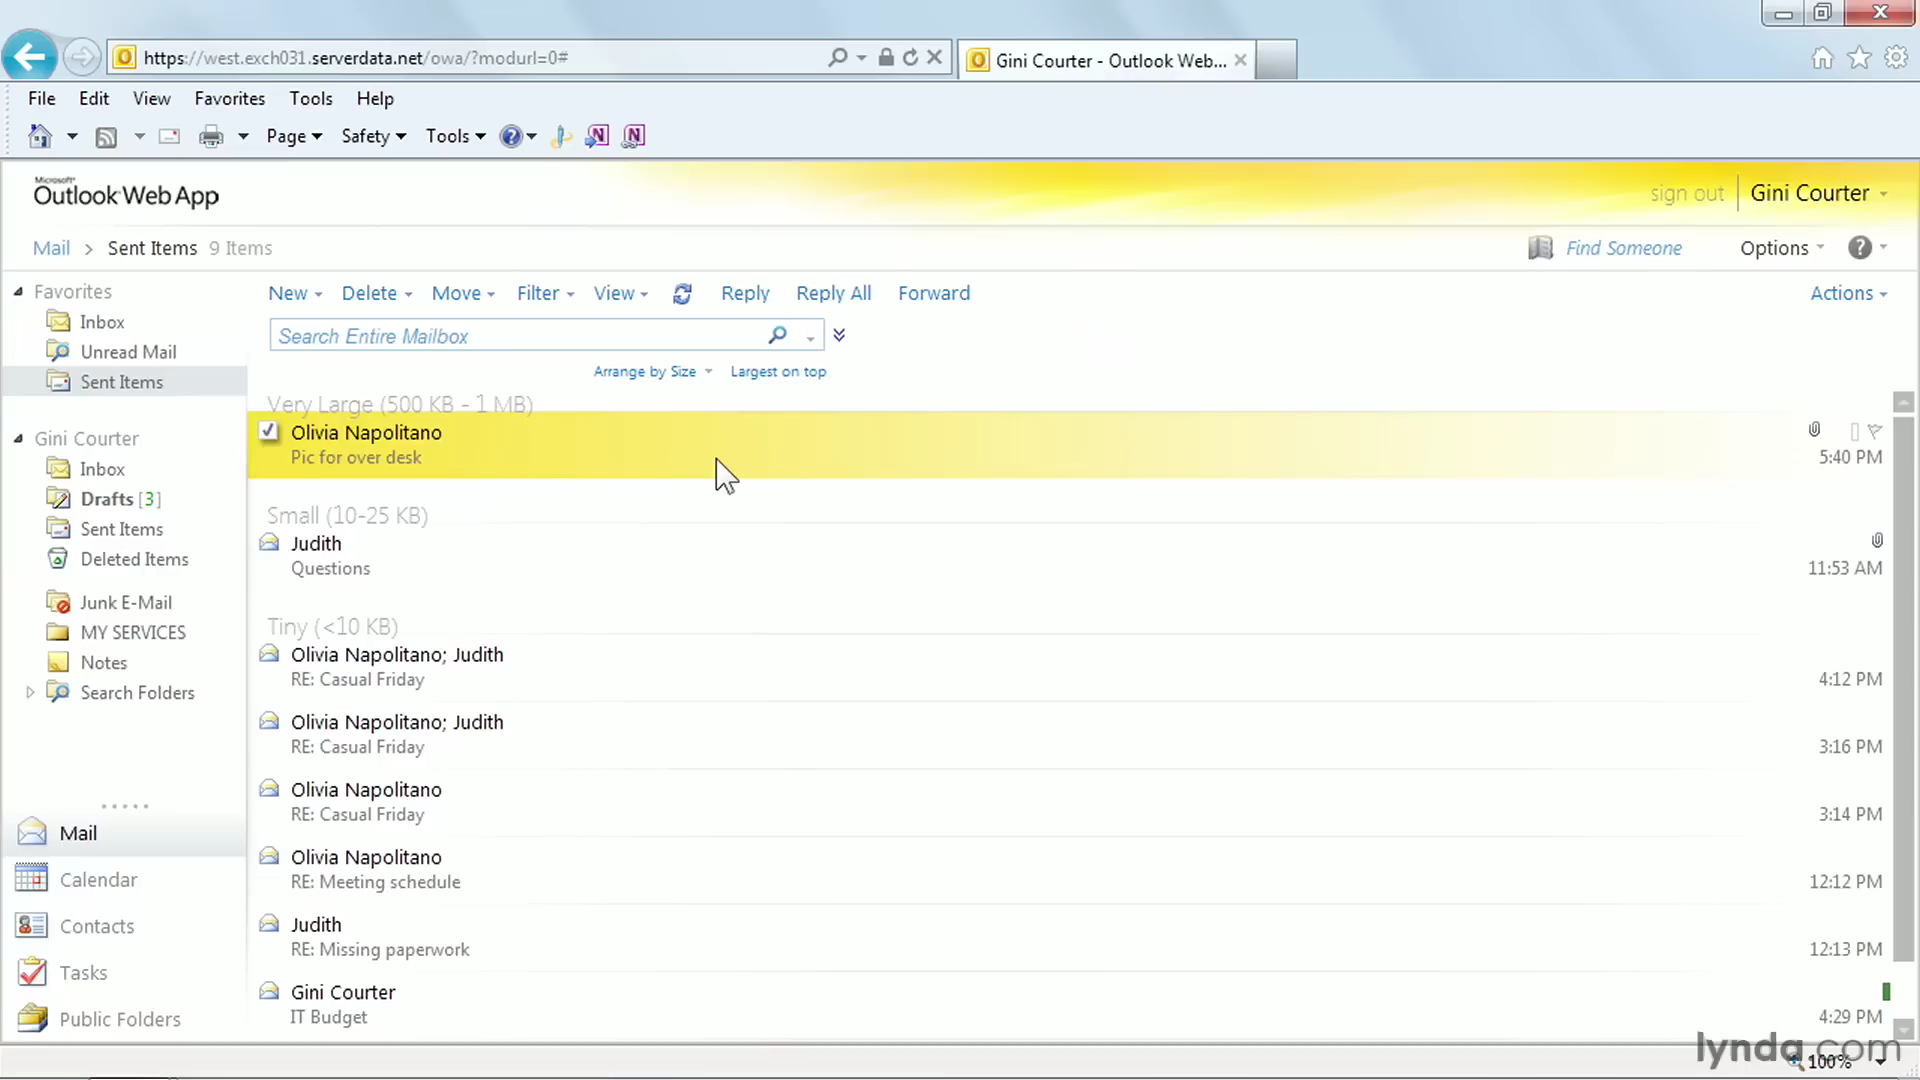 https://west.exch031.serverdata.net/owa/?modurl=0#
Gini Courter - Outlook Web...
File Edit View Favorites Tools Help
Page Safety Tools
Microsoft
Outlook Web App
sign out Gini Courter
Mail > Sent Items 9 Items
Find Someone Options
Favorites
Inbox
Unread Mail
Sent Items
Gini Courter
Inbox
Drafts [3]
Sent Items
Deleted Items
Junk E-Mail
MY SERVICES
Notes
Search Folders
Mail
Calendar
Contacts
Tasks
Public Folders
New Delete Move Filter View Reply Reply All Forward Actions
Search Entire Mailbox
Arrange by Size Largest on top
Very Large (500 KB - 1 MB)
Olivia Napolitano
Pic for over desk 5:40 PM
Small (10-25 KB)
Judith
Questions 11:53 AM
Tiny (<10 KB)
Olivia Napolitano; Judith
RE: Casual Friday 4:12 PM
Olivia Napolitano; Judith
RE: Casual Friday 3:16 PM
Olivia Napolitano
RE: Casual Friday 3:14 PM
Olivia Napolitano
RE: Meeting schedule 12:12 PM
Judith
RE: Missing paperwork 12:13 PM
Gini Courter
IT Budget 4:29 PM
lynda.com
100%